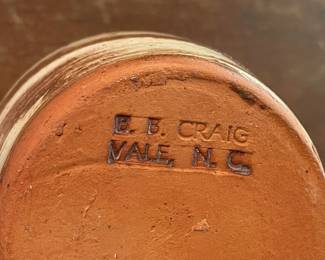 B. B. CRAIG
VALE, N. C.